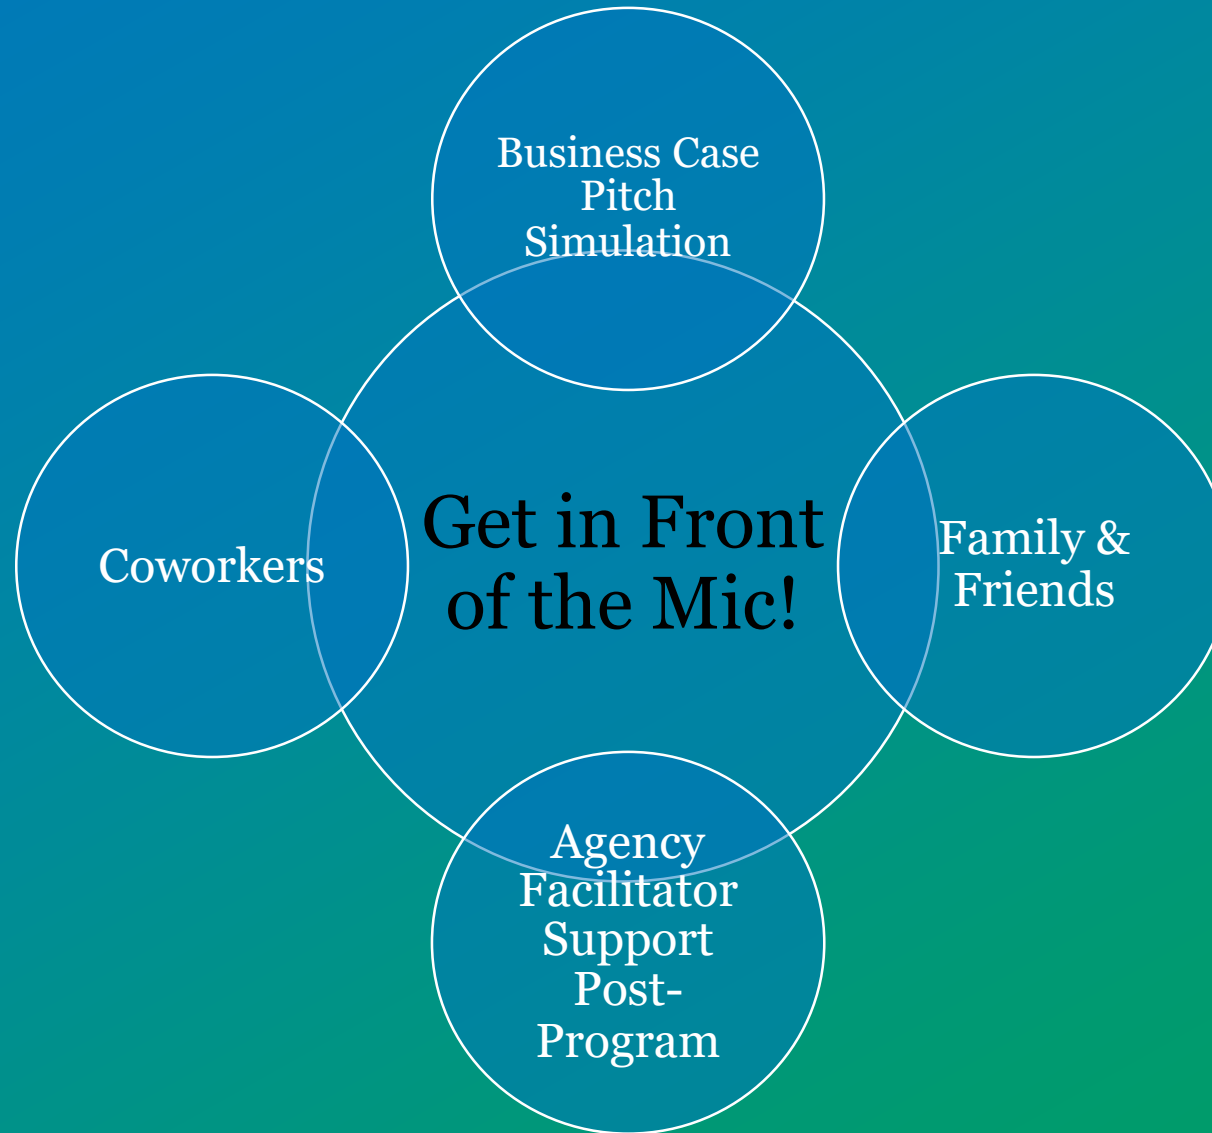 Business Case
Pitch
Simulation
Coworkers
Get in Front
of the Mic!
Family &
Friends
Agency
Facilitator
Support
Post-
Program